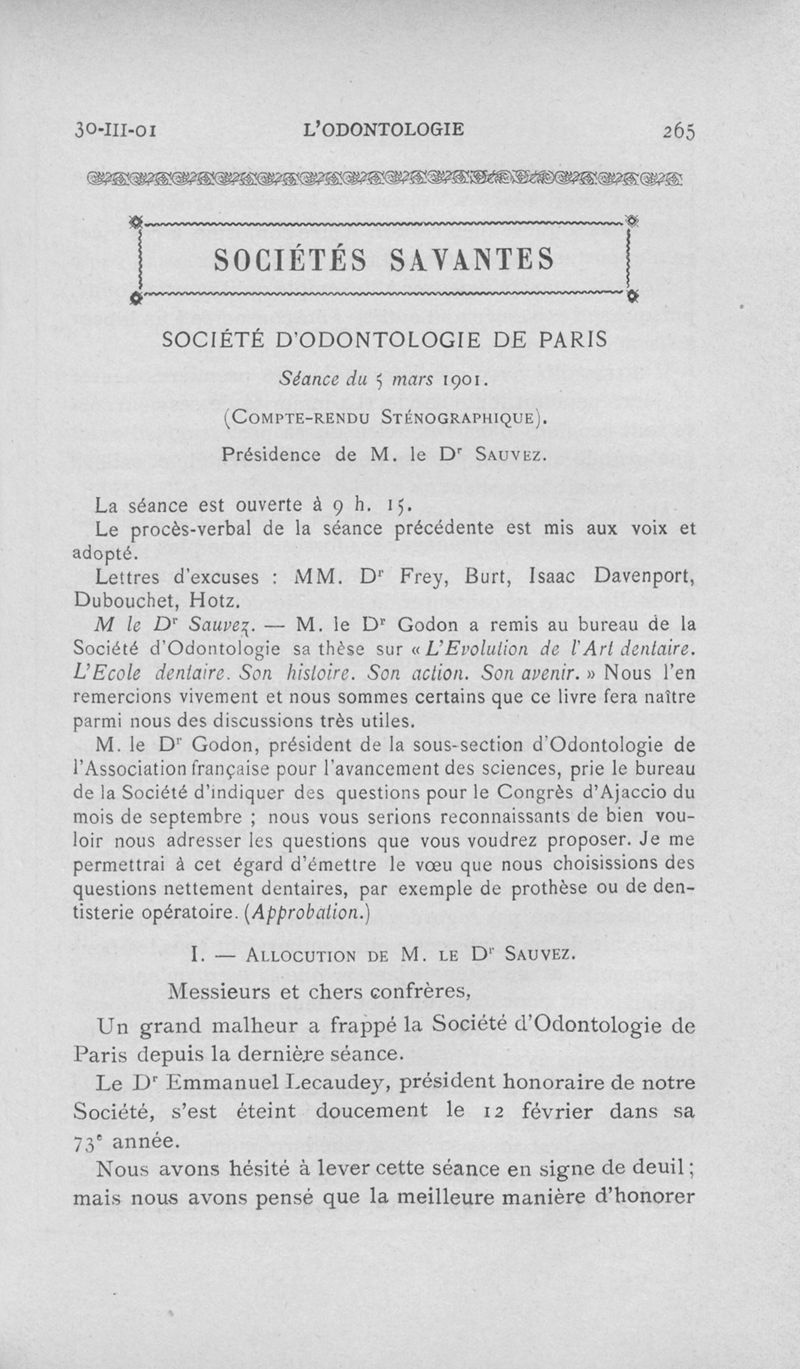 30-III-01 L'ODONTOLOGIE 265
SOCIÉTÉS SAVANTES
SOCIÉTÉ D'ODONTOLOGIE DE PARIS
Séance du 5 mars 1901.
(COMPTE-RENDU STÉNOGRAPHIQUE).
Présidence de M. le Dr SAUVEZ.
La séance est ouverte à 9 h. 15.
Le procès-verbal de la séance précédente est mis aux voix et
adopté.
Lettres d'excuses : MM. Dr Frey, Burt, Isaac Davenport,
Dubouchet, Hotz.
M le Dr Sauvez. — M. le Dr Godon a remis au bureau de la
Société d'Odontologie sa thèse sur « L'Evolution de l'Art dentaire.
L'Ecole dentaire. Son histoire. Son action. Son avenir. » Nous l'en
remercions vivement et nous sommes certains que ce livre fera naître
parmi nous des discussions très utiles.
M. le Dr Godon, président de la sous-section d'Odontologie de
l'Association française pour l'avancement des sciences, prie le bureau
de la Société d'indiquer des questions pour le Congrès d'Ajaccio du
mois de septembre ; nous vous serions reconnaissants de bien vou-
loir nous adresser les questions que vous voudrez proposer. Je me
permettrai à cet égard d'émettre le vœu que nous choisissions des
questions nettement dentaires, par exemple de prothèse ou de den-
tisterie opératoire. (Approbation.)
I. — ALLOCUTION DE M. LE Dr SAUVEZ.
Messieurs et chers confrères,
Un grand malheur a frappé la Société d'Odontologie de
Paris depuis la dernière séance.
Le Dr Emmanuel Lecaudey, président honoraire de notre
Société, s'est éteint doucement le 12 février dans sa
73e année.
Nous avons hésité à lever cette séance en signe de deuil ;
mais nous avons pensé que la meilleure manière d'honorer